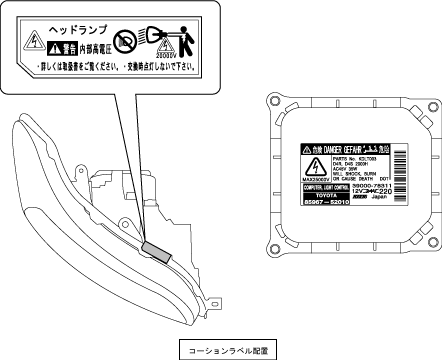 ヘッドランプ
警告 内部高電圧
20000V
・詳しくは取扱書をご覧ください。・交換時点灯しないで下さい。
危険 DANGER GEFAHR
PARTS No. KDLT003
D4R, D4S 2003H
AC45V 35W
WILL SHOCK, BURN
OR CAUSE DEATH DOT
MAX25000V
COMPUTER, LIGHT CONTROL
TOYOTA
85967-52010
39000-78311
12V 220
Japan
コーションラベル配置